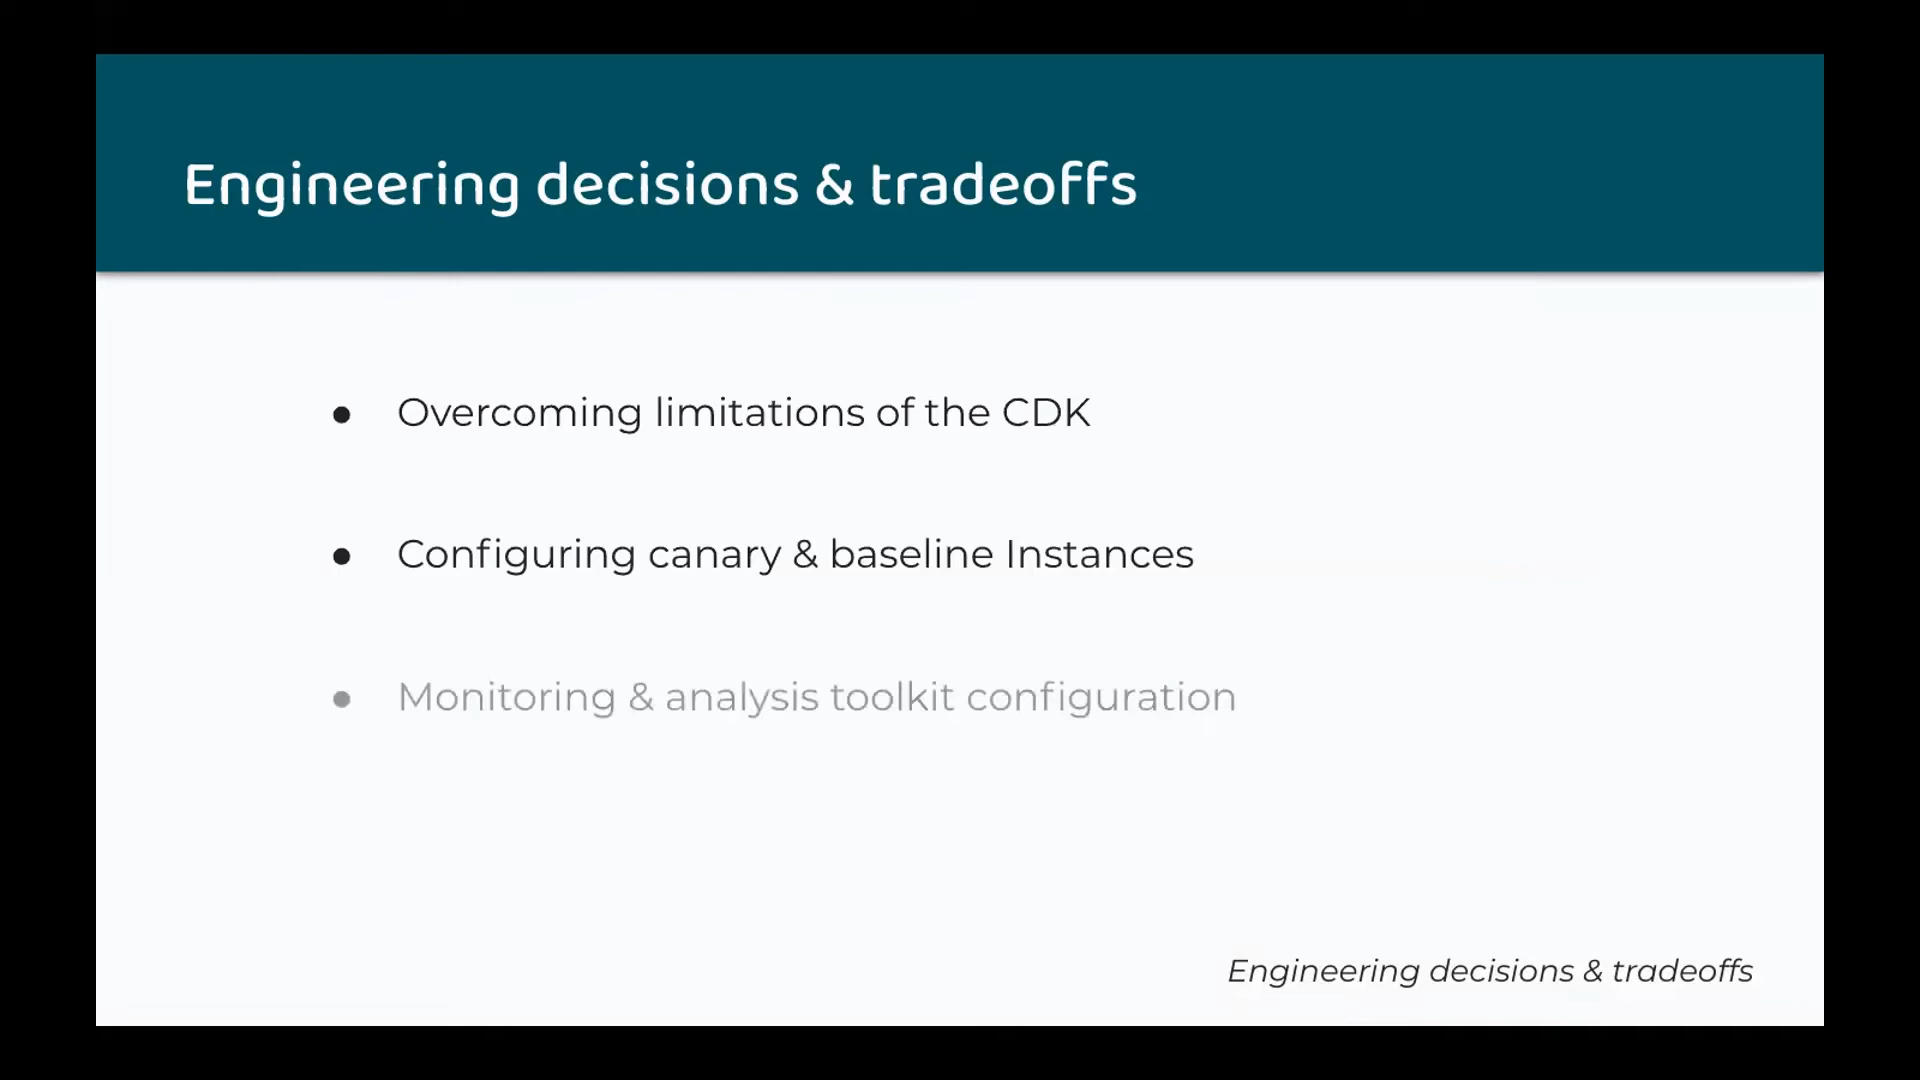 Engineering decisions & tradeoffs
● Overcoming limitations of the CDK
● Configuring canary & baseline Instances
● Monitoring & analysis toolkit configuration
Engineering decisions & tradeoffs